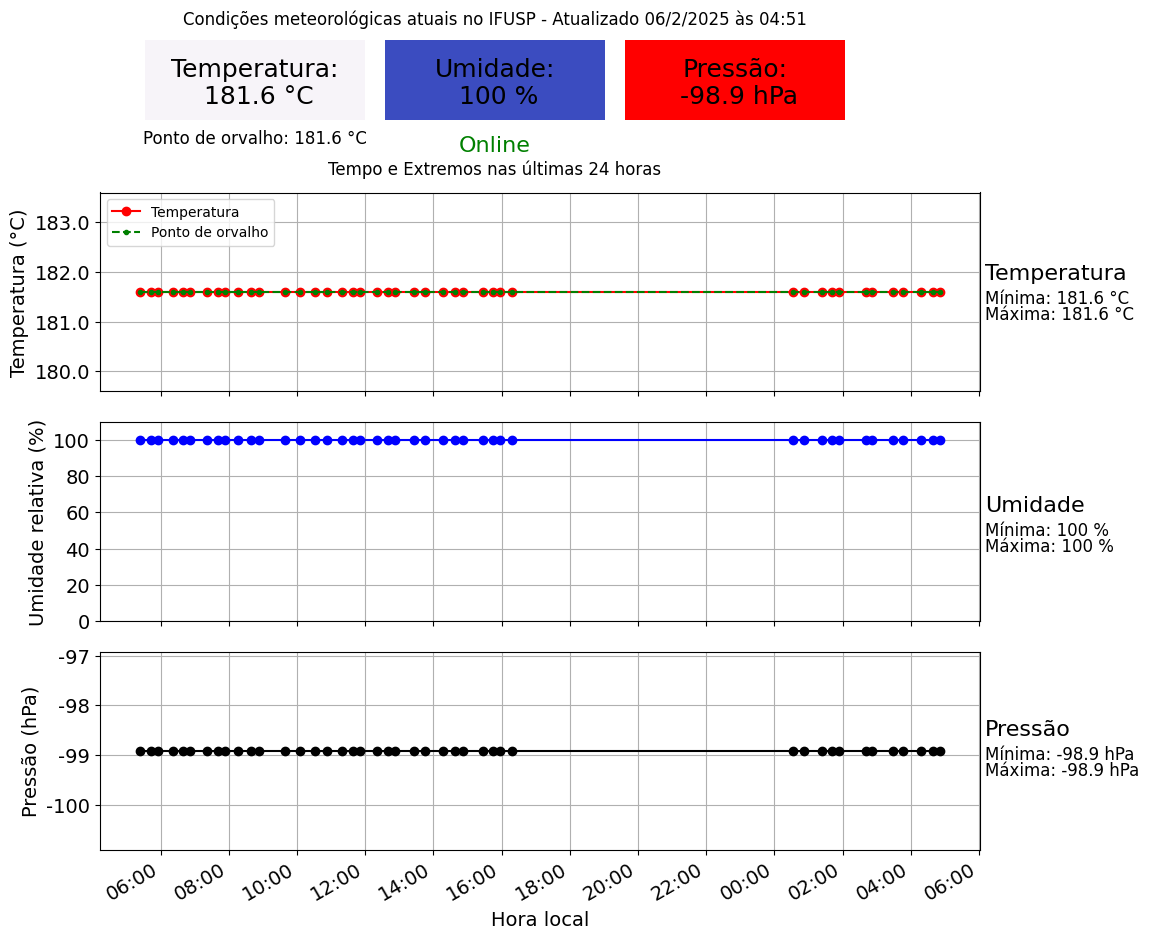 Condições meteorológicas atuais no IFUSP - Atualizado 06/2/2025 às 04:51
Temperatura:
181.6 °C
Umidade:
100 %
Pressão:
-98.9 hPa
Ponto de orvalho: 181.6 °C
Online
Tempo e Extremos nas últimas 24 horas
Temperatura (°C)
183.0
182.0
181.0
180.0
Temperatura
Ponto de orvalho
Temperatura
Mínima: 181.6 °C
Máxima: 181.6 °C
Umidade relativa (%)
100
80
60
40
20
0
Umidade
Mínima: 100 %
Máxima: 100 %
Pressão (hPa)
-97
-98
-99
-100
Pressão
Mínima: -98.9 hPa
Máxima: -98.9 hPa
06:00 08:00 10:00 12:00 14:00 16:00 18:00 20:00 22:00 00:00 02:00 04:00 06:00
Hora local